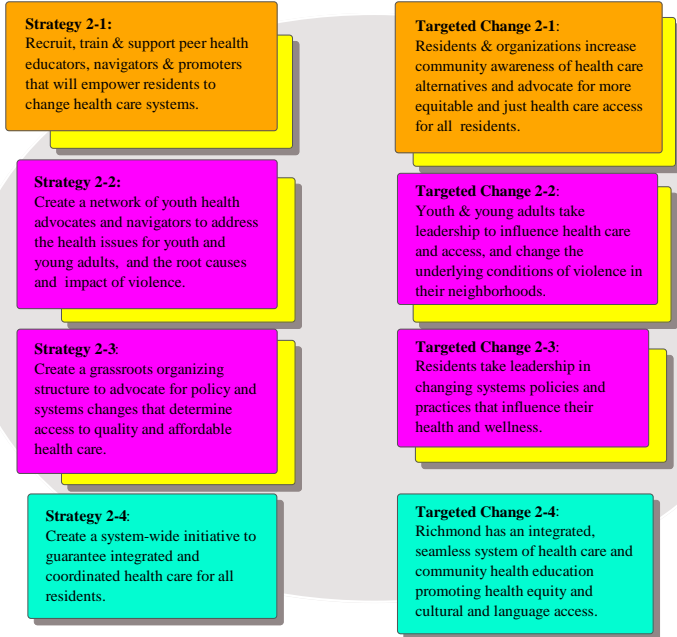 Strategy 2-1:
Recruit, train & support peer health
educators, navigators & promoters
that will empower residents to
change health care systems.
Targeted Change 2-1:
Residents & organizations increase
community awareness of health care
alternatives and advocate for more
equitable and just health care access
for all residents.
Strategy 2-2:
Create a network of youth health
advocates and navigators to address
the health issues for youth and
young adults, and the root causes
and impact of violence.
Targeted Change 2-2:
Youth & young adults take
leadership to influence health care
and access, and change the
underlying conditions of violence in
their neighborhoods.
Strategy 2-3:
Create a grassroots organizing
structure to advocate for policy and
systems changes that determine
access to quality and affordable
health care.
Targeted Change 2-3:
Residents take leadership in
changing systems policies and
practices that influence their
health and wellness.
Strategy 2-4:
Create a system-wide initiative to
guarantee integrated and
coordinated health care for all
residents.
Targeted Change 2-4:
Richmond has an integrated,
seamless system of health care and
community health education
promoting health equity and
cultural and language access.